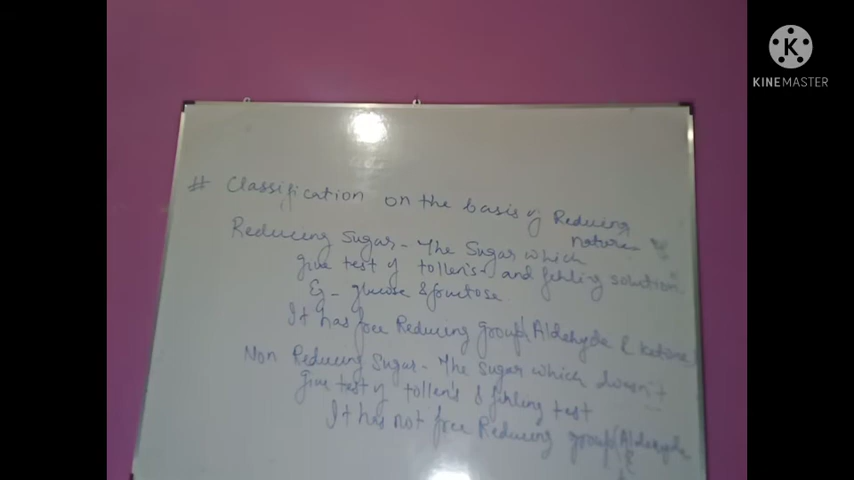 KINEMASTER
# Classification on the basis of Reducing
nature
Reducing Sugar - The Sugar which
give test of tollen's and fehling solution
Eg - glucose & fructose
It has free Reducing group (Aldehyde & ketone)
Non Reducing Sugar - The sugar which doesn't
give test of tollen's & fehling test
It has not free Reducing group (Aldehyde
&